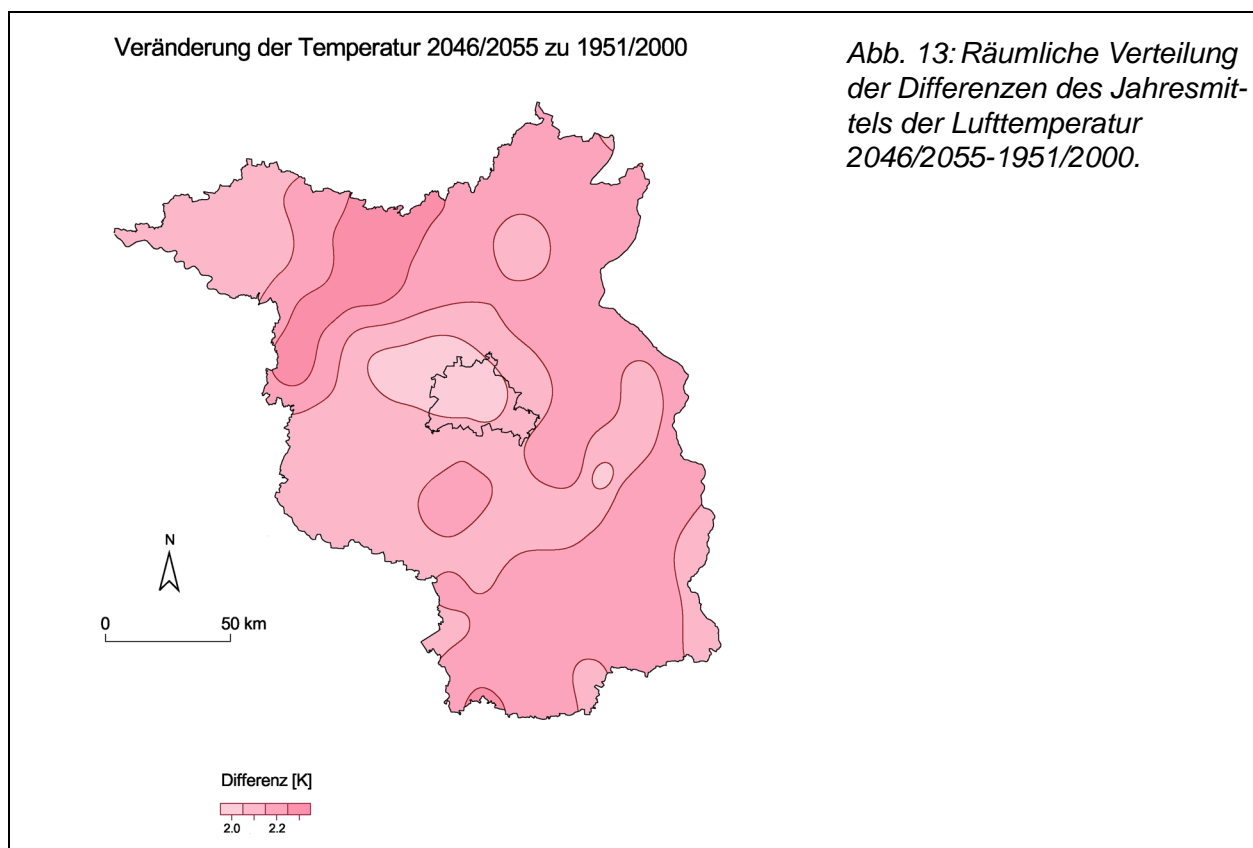 Veränderung der Temperatur 2046/2055 zu 1951/2000
Abb. 13: Räumliche Verteilung
der Differenzen des Jahresmit-
tels der Lufttemperatur
2046/2055-1951/2000.
N
0 50 km
Differenz [K]
2.0 2.2